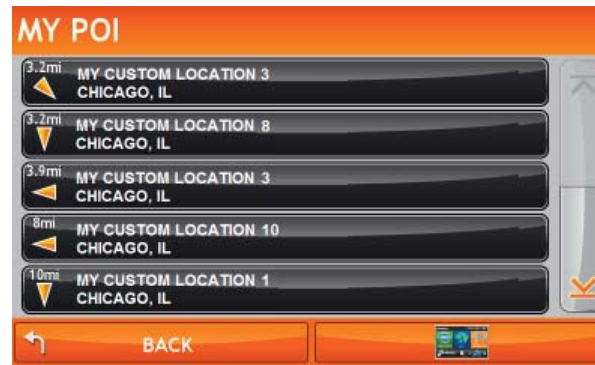 MY POI
3.2mi
MY CUSTOM LOCATION 3
CHICAGO, IL
3.2mi
MY CUSTOM LOCATION 8
CHICAGO, IL
3.9mi
MY CUSTOM LOCATION 3
CHICAGO, IL
8mi
MY CUSTOM LOCATION 10
CHICAGO, IL
10mi
MY CUSTOM LOCATION 1
CHICAGO, IL
BACK